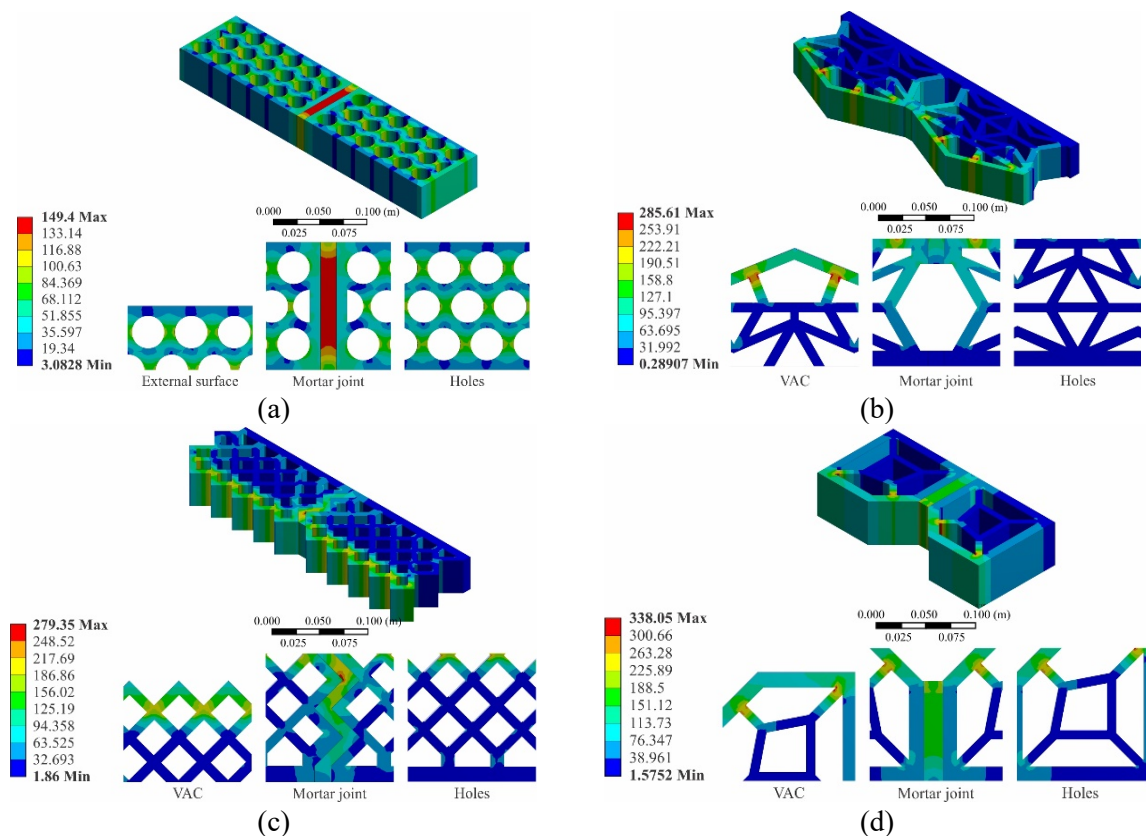 149.4 Max
133.14
116.88
100.63
84.369
68.112
51.855
35.597
19.34
3.0828 Min
0.000 0.050 0.100 (m)
0.025 0.075
External surface Mortar joint Holes
(a)
285.61 Max
253.91
222.21
190.51
158.8
127.1
95.397
63.695
31.992
0.28907 Min
0.000 0.050 0.100 (m)
0.025 0.075
VAC Mortar joint Holes
(b)
279.35 Max
248.52
217.69
186.86
156.02
125.19
94.358
63.525
32.693
1.86 Min
0.000 0.050 0.100 (m)
0.025 0.075
VAC Mortar joint Holes
(c)
338.05 Max
300.66
263.28
225.89
188.5
151.12
113.73
76.347
38.961
1.5752 Min
0.000 0.050 0.100 (m)
0.025 0.075
VAC Mortar joint Holes
(d)